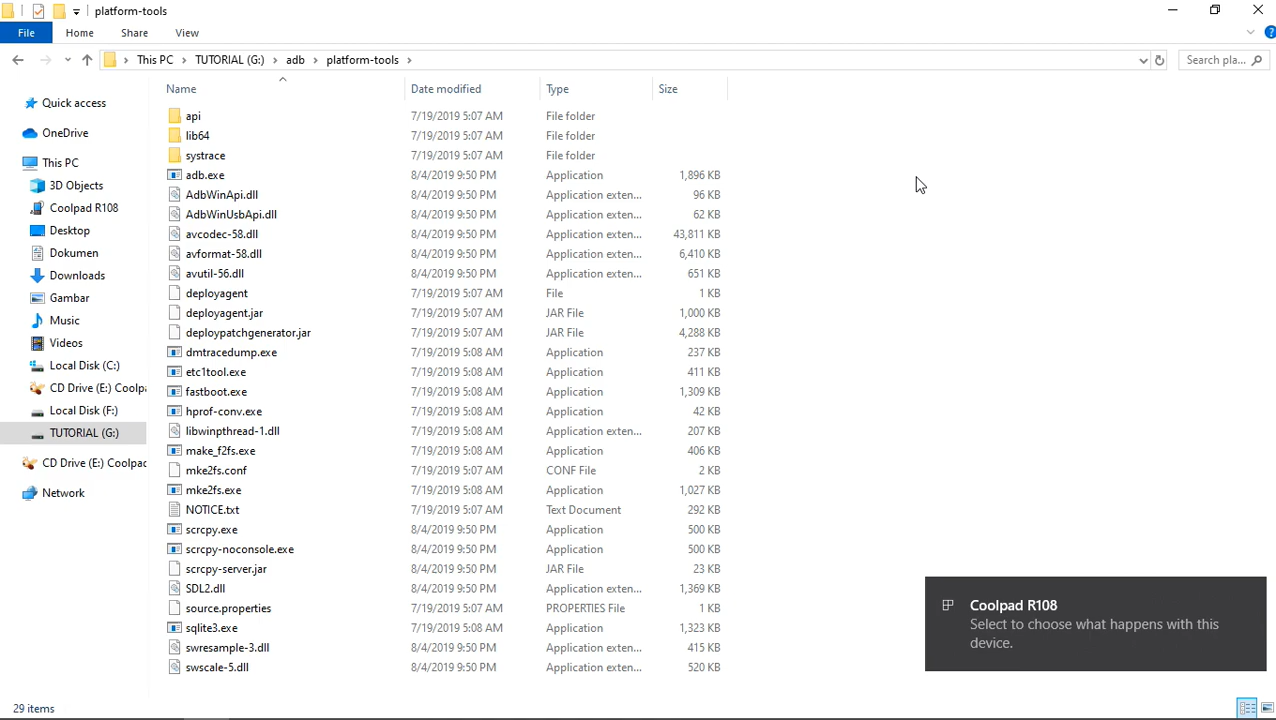 platform-tools
File Home Share View
This PC TUTORIAL (G:) adb platform-tools Search pla...
Name Date modified Type Size
Quick access
OneDrive
This PC
3D Objects
Coolpad R108
Desktop
Dokumen
Downloads
Gambar
Music
Videos
Local Disk (C:)
CD Drive (E:) Coolpa
Local Disk (F:)
TUTORIAL (G:)
CD Drive (E:) Coolpad
Network
api 7/19/2019 5:07 AM File folder
lib64 7/19/2019 5:07 AM File folder
systrace 7/19/2019 5:07 AM File folder
adb.exe 8/4/2019 9:50 PM Application 1,896 KB
AdbWinApi.dll 8/4/2019 9:50 PM Application exten... 96 KB
AdbWinUsbApi.dll 8/4/2019 9:50 PM Application exten... 62 KB
avcodec-58.dll 8/4/2019 9:50 PM Application exten... 43,811 KB
avformat-58.dll 8/4/2019 9:50 PM Application exten... 6,410 KB
avutil-56.dll 8/4/2019 9:50 PM Application exten... 651 KB
deployagent 7/19/2019 5:07 AM File 1 KB
deployagent.jar 7/19/2019 5:07 AM JAR File 1,000 KB
deploypatchgenerator.jar 7/19/2019 5:07 AM JAR File 4,288 KB
dmtracedump.exe 7/19/2019 5:08 AM Application 237 KB
etc1tool.exe 7/19/2019 5:08 AM Application 411 KB
fastboot.exe 7/19/2019 5:08 AM Application 1,309 KB
hprof-conv.exe 7/19/2019 5:08 AM Application 42 KB
libwinpthread-1.dll 7/19/2019 5:08 AM Application exten... 207 KB
make_f2fs.exe 7/19/2019 5:08 AM Application 406 KB
mke2fs.conf 7/19/2019 5:07 AM CONF File 2 KB
mke2fs.exe 7/19/2019 5:08 AM Application 1,027 KB
NOTICE.txt 7/19/2019 5:07 AM Text Document 292 KB
scrcpy.exe 8/4/2019 9:50 PM Application 500 KB
scrcpy-noconsole.exe 8/4/2019 9:50 PM Application 500 KB
scrcpy-server.jar 8/4/2019 9:50 PM JAR File 23 KB
SDL2.dll 8/4/2019 9:50 PM Application exten... 1,369 KB
source.properties 7/19/2019 5:07 AM PROPERTIES File 1 KB
sqlite3.exe 7/19/2019 5:08 AM Application 1,323 KB
swresample-3.dll 8/4/2019 9:50 PM Application exten... 415 KB
swscale-5.dll 8/4/2019 9:50 PM Application exten... 520 KB
Coolpad R108
Select to choose what happens with this
device.
29 items